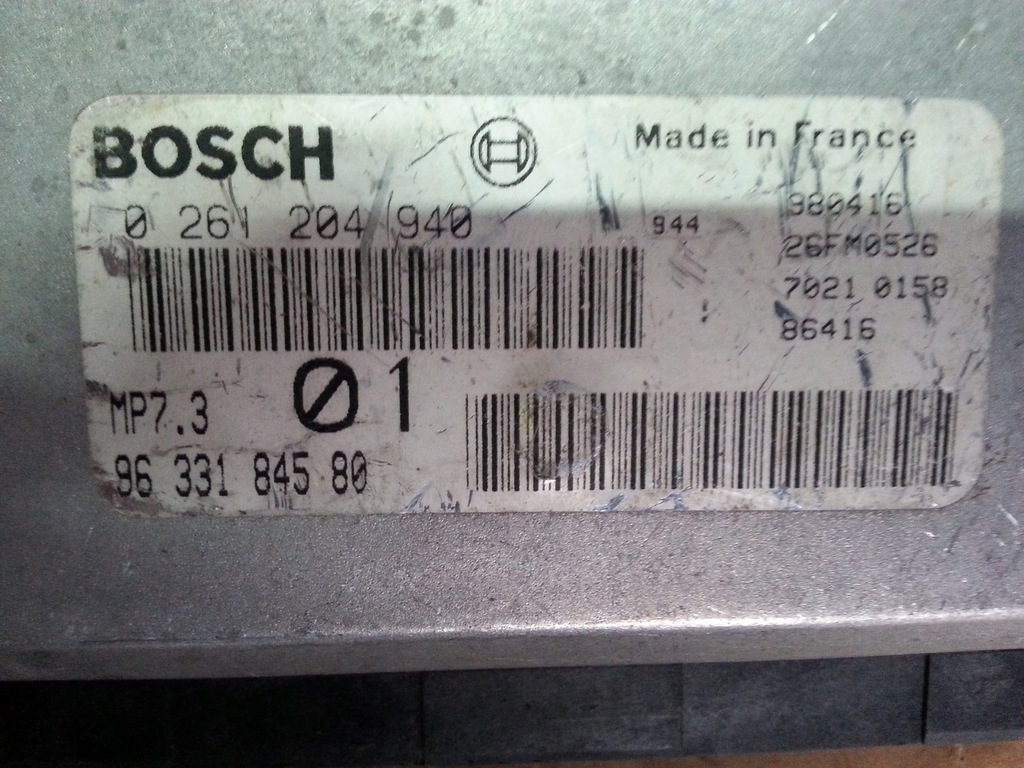 BOSCH
Made in France
0 261 204 940
944
980416
26FM0526
7021 0158
86416
01
MP7.3
96 331 845 80